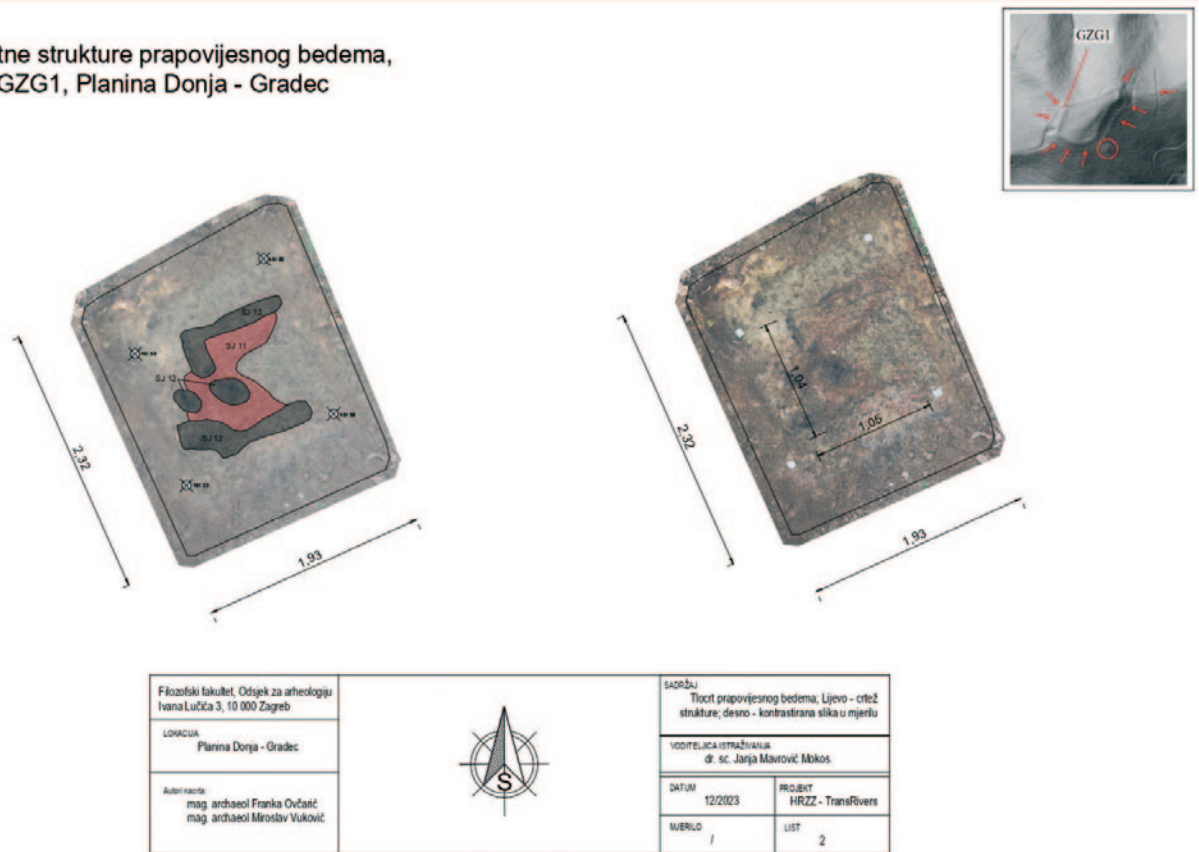 tne strukture prapovijesnog bedema,
GZG1, Planina Donja - Gradec
GZG1
SJ 12
SJ 11
SJ 12
SJ 12
2,32
1,93
1,04
1,05
2,32
1,93
Filozofski fakultet, Odsjek za arheologiju
Ivana Lučića 3, 10 000 Zagreb
LOKACIJA
Planina Donja - Gradec
Autori nacrta:
mag. archaeol Franka Ovčarić
mag. archaeol Miroslav Vuković
S
SADRŽAJ
Tlocrt prapovijesnog bedema; Lijevo - crtež
strukture; desno - kontrastirana slika u mjerilu
VODITELJICA ISTRAŽIVANJA
dr. sc. Janja Mavrović Mokos
DATUM
12/2023
PROJEKT
HRZZ - TransRivers
MJERILO
/
LIST
2